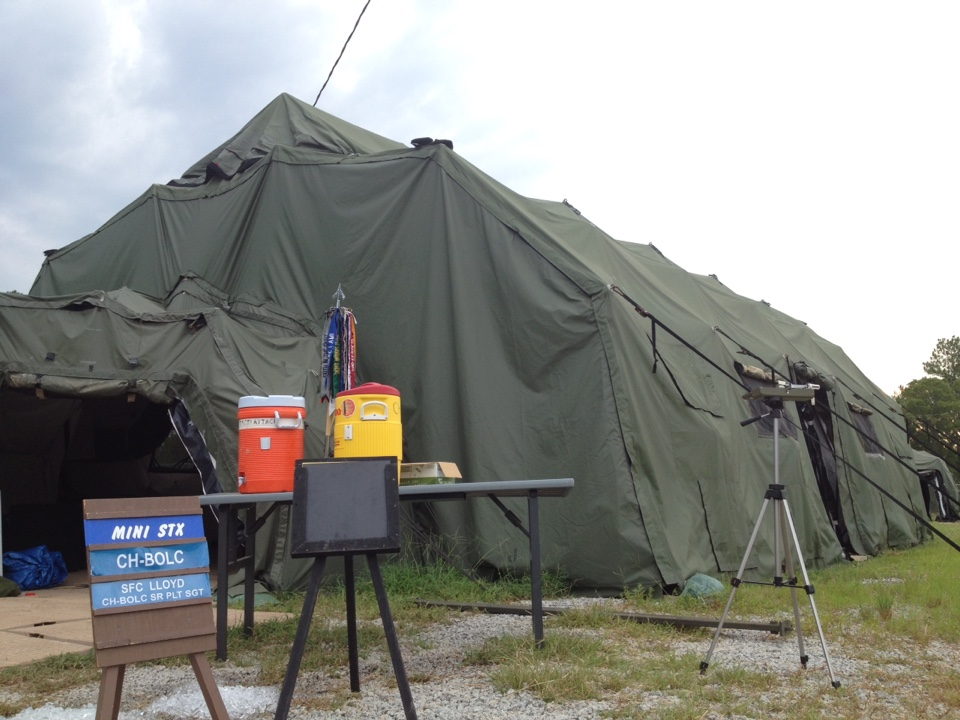 MINI STX
CH-BOLC
SFC LLOYD
CH-BOLC SR PLT SGT